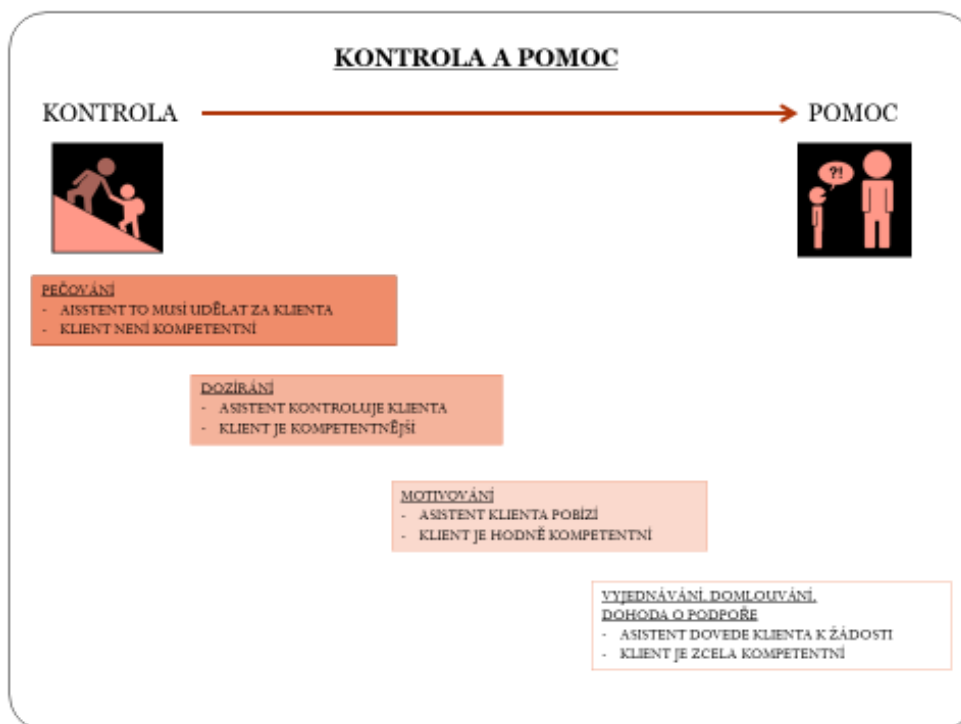 KONTROLA A POMOC
KONTROLA
POMOC
?!
PEČOVÁNÍ
- AISSTENT TO MUSÍ UDĚLAT ZA KLIENTA
- KLIENT NENÍ KOMPETENTNÍ
DOZÍRÁNÍ
- ASISTENT KONTROLUJE KLIENTA
- KLIENT JE KOMPETENTNĚJŠÍ
MOTIVOVÁNÍ
- ASISTENT KLIENTA POBÍZÍ
- KLIENT JE HODNĚ KOMPETENTNÍ
VYJEDNÁVÁNÍ, DOMLOUVÁNÍ,
DOHODA O PODPOŘE
- ASISTENT DOVEDE KLIENTA K ŽÁDOSTI
- KLIENT JE ZCELA KOMPETENTNÍ